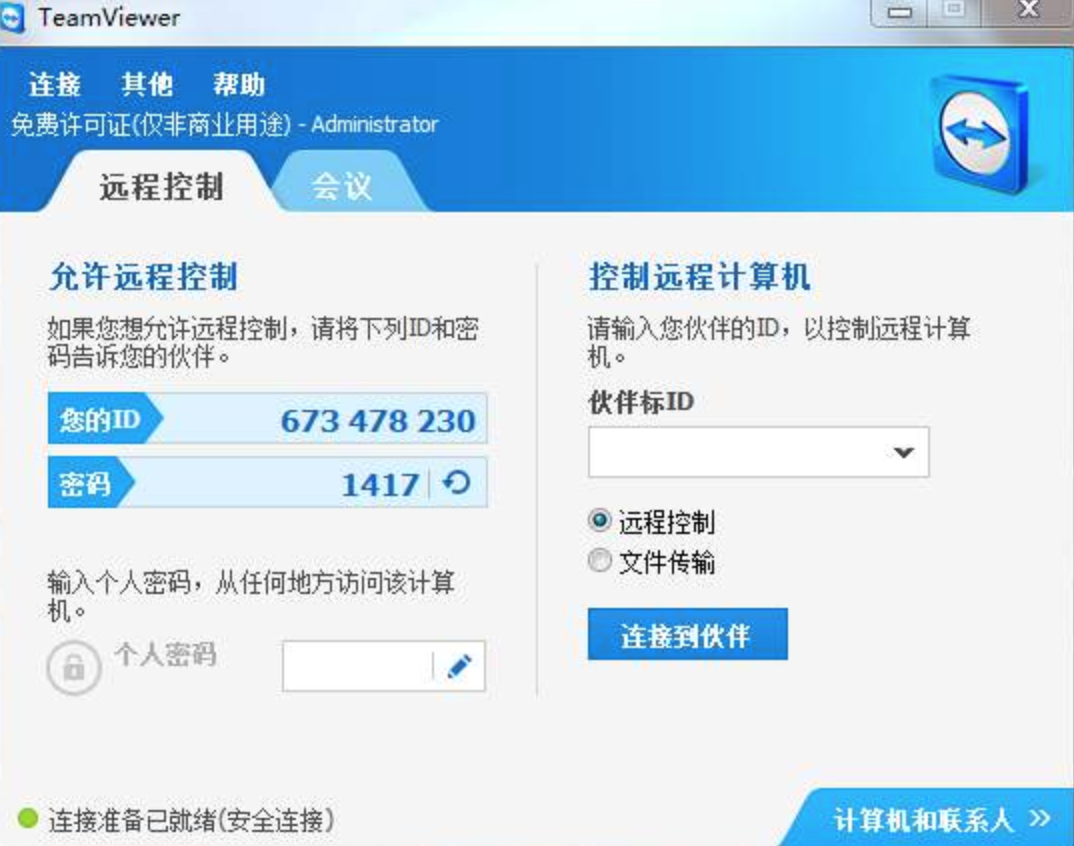 TeamViewer
连接 其他 帮助
免费许可证(仅非商业用途) - Administrator
远程控制 会议
允许远程控制
如果您想允许远程控制，请将下列ID和密
码告诉您的伙伴。
您的ID 673 478 230
密码 1417
输入个人密码，从任何地方访问该计算
机。
个人密码
控制远程计算机
请输入您伙伴的ID，以控制远程计算
机。
伙伴标ID
远程控制
文件传输
连接到伙伴
连接准备已就绪(安全连接)
计算机和联系人 >>